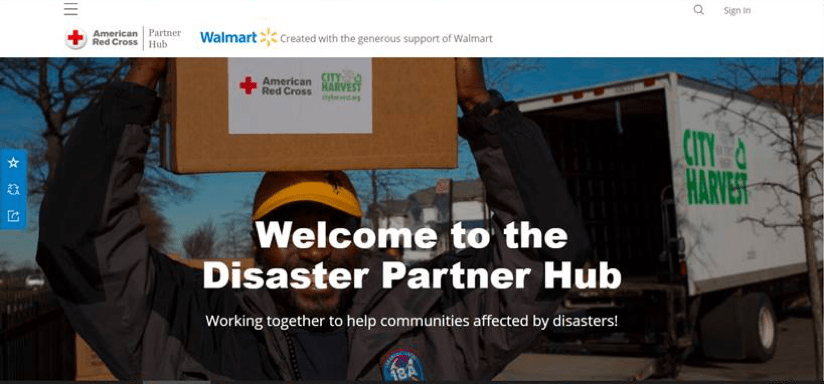 Sign In
American
Red Cross
Partner
Hub
Walmart
Created with the generous support of Walmart
American
Red Cross
CITY
HARVEST
cityharvest.org
CITY
HARVEST
Welcome to the
Disaster Partner Hub
Working together to help communities affected by disasters!
18A